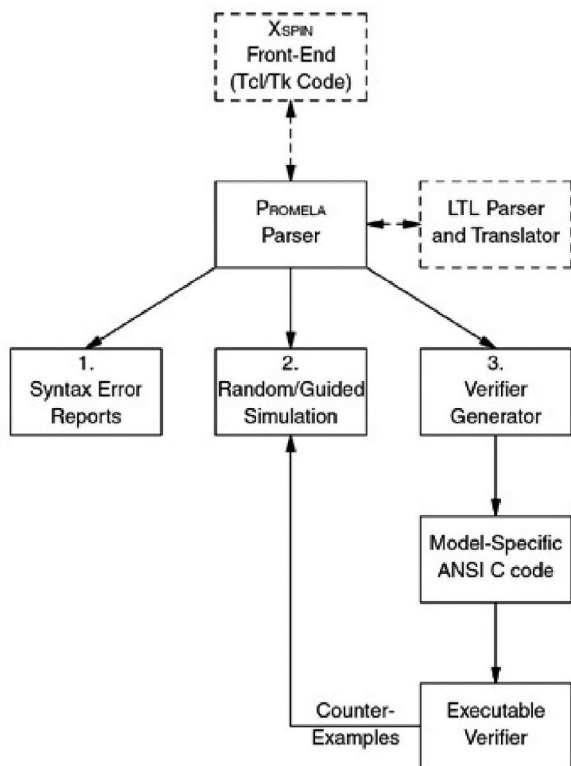 XSPIN
Front-End
(Tcl/Tk Code)
PROMELA
Parser
LTL Parser
and Translator
1.
Syntax Error
Reports
2.
Random/Guided
Simulation
3.
Verifier
Generator
Model-Specific
ANSI C code
Counter-
Examples
Executable
Verifier